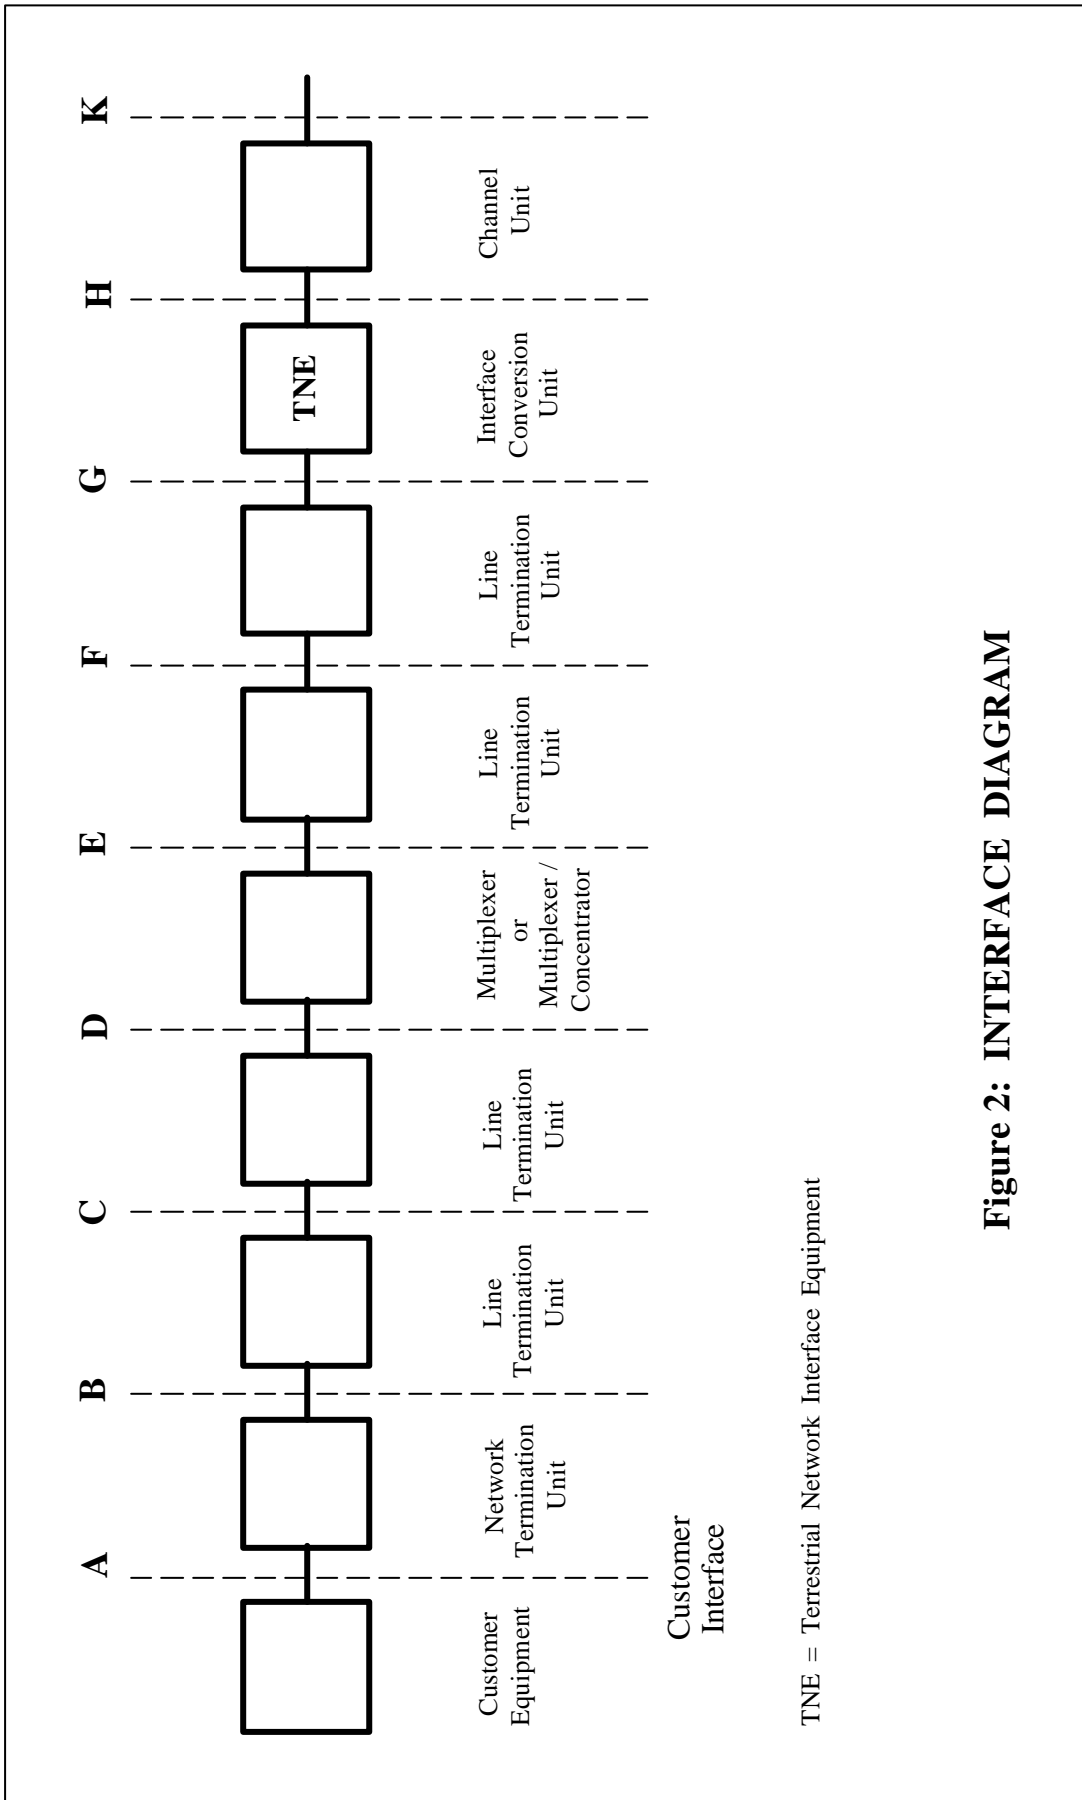 A
B
C
D
E
F
G
H
K
TNE
Customer
Equipment
Network
Termination
Unit
Line
Termination
Unit
Line
Termination
Unit
Multiplexer
or
Multiplexer /
Concentrator
Line
Termination
Unit
Line
Termination
Unit
Interface
Conversion
Unit
Channel
Unit
Customer
Interface
TNE = Terrestrial Network Interface Equipment
Figure 2: INTERFACE DIAGRAM